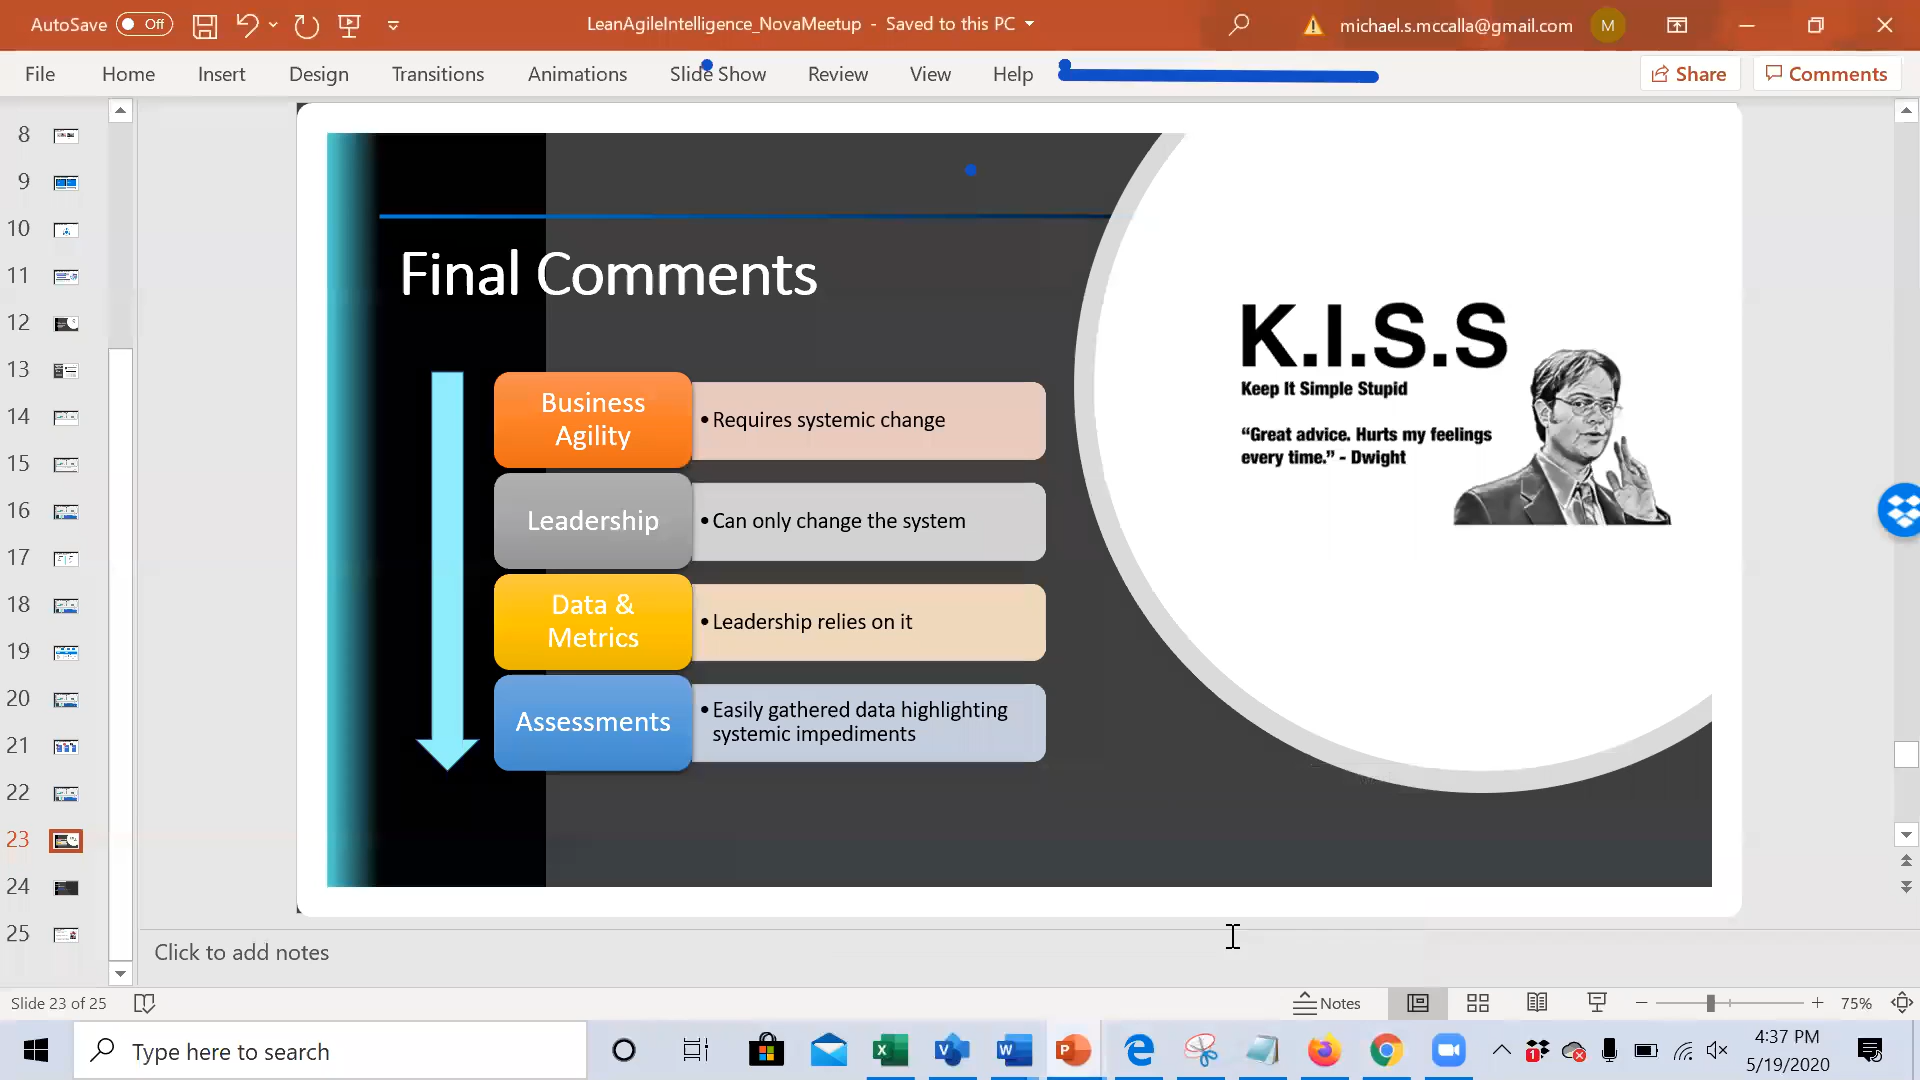 AutoSave Off
LeanAgileIntelligence_NovaMeetup - Saved to this PC
michael.s.mccalla@gmail.com M
File Home Insert Design Transitions Animations Slide Show Review View Help
Share Comments
8
9
10
11
12
13
14
15
16
17
18
19
20
21
22
23
24
25
Final Comments
Business
Agility
• Requires systemic change
Leadership
• Can only change the system
Data &
Metrics
• Leadership relies on it
Assessments
• Easily gathered data highlighting
systemic impediments
K.I.S.S
Keep It Simple Stupid
“Great advice. Hurts my feelings
every time.” - Dwight
Click to add notes
Slide 23 of 25
Notes
75%
Type here to search
4:37 PM
5/19/2020